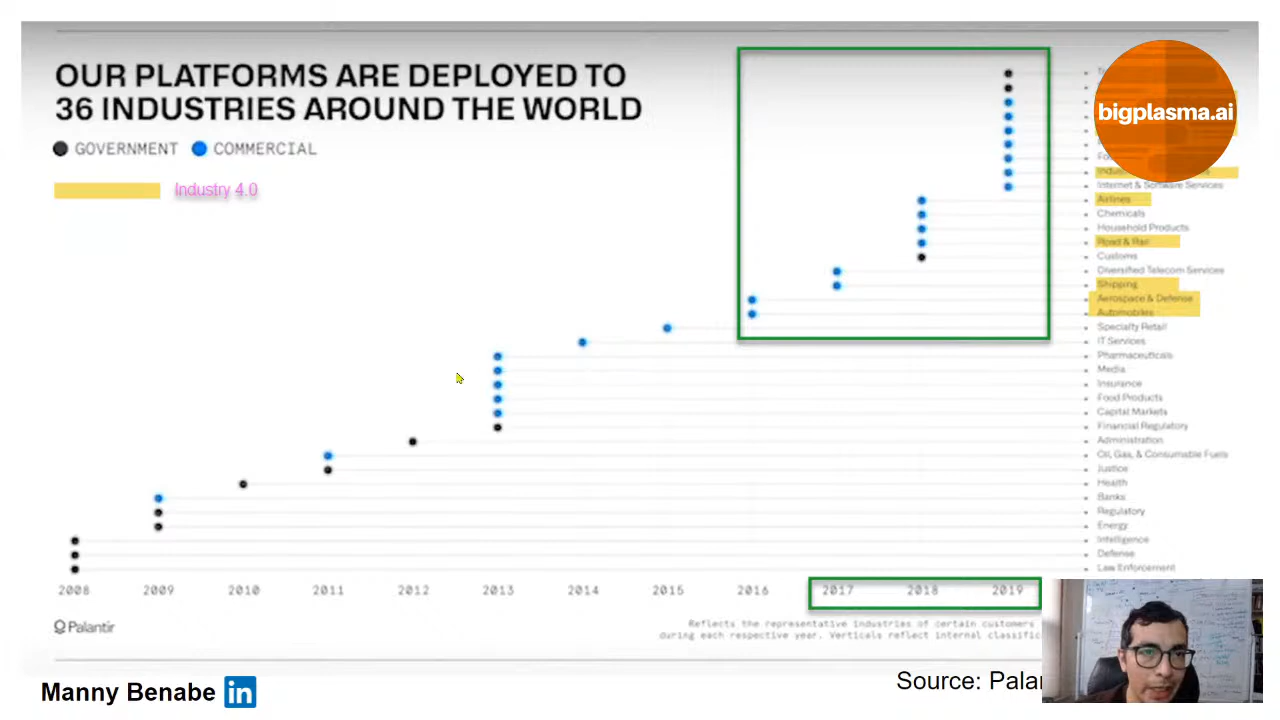 OUR PLATFORMS ARE DEPLOYED TO
36 INDUSTRIES AROUND THE WORLD
GOVERNMENT COMMERCIAL
Industry 4.0
bigplasma.ai
Internet & Software Services
Airlines
Chemicals
Household Products
Road & Rail
Customs
Diversified Telecom Services
Shipping
Aerospace & Defense
Automobiles
Specialty Retail
IT Services
Pharmaceuticals
Media
Insurance
Food Products
Capital Markets
Financial Regulatory
Administration
Oil, Gas, & Consumable Fuels
Justice
Health
Banks
Regulatory
Energy
Intelligence
Defense
Law Enforcement
2008 2009 2010 2011 2012 2013 2014 2015 2016 2017 2018 2019
Palantir
Reflects the representative industries of certain customers
during each respective year. Verticals reflect internal
Manny Benabe in
Source: